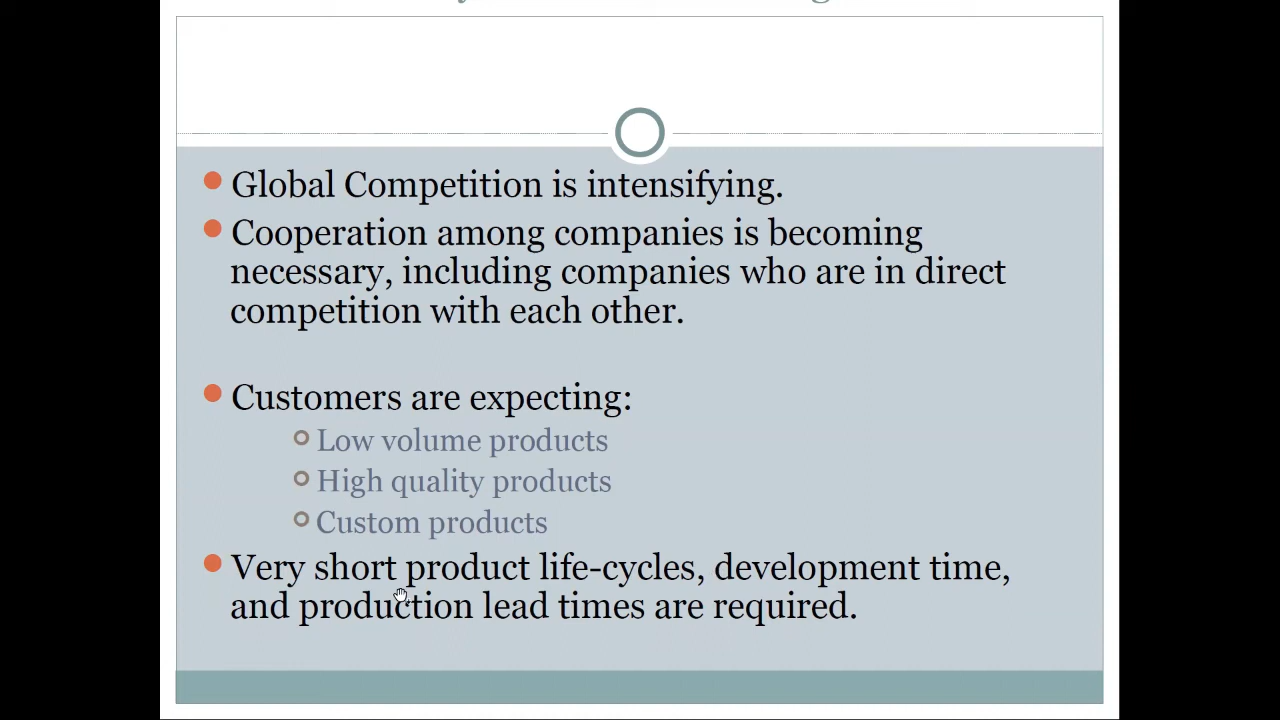 Global Competition is intensifying.
Cooperation among companies is becoming
necessary, including companies who are in direct
competition with each other.
Customers are expecting:
Low volume products
High quality products
Custom products
Very short product life-cycles, development time,
and production lead times are required.